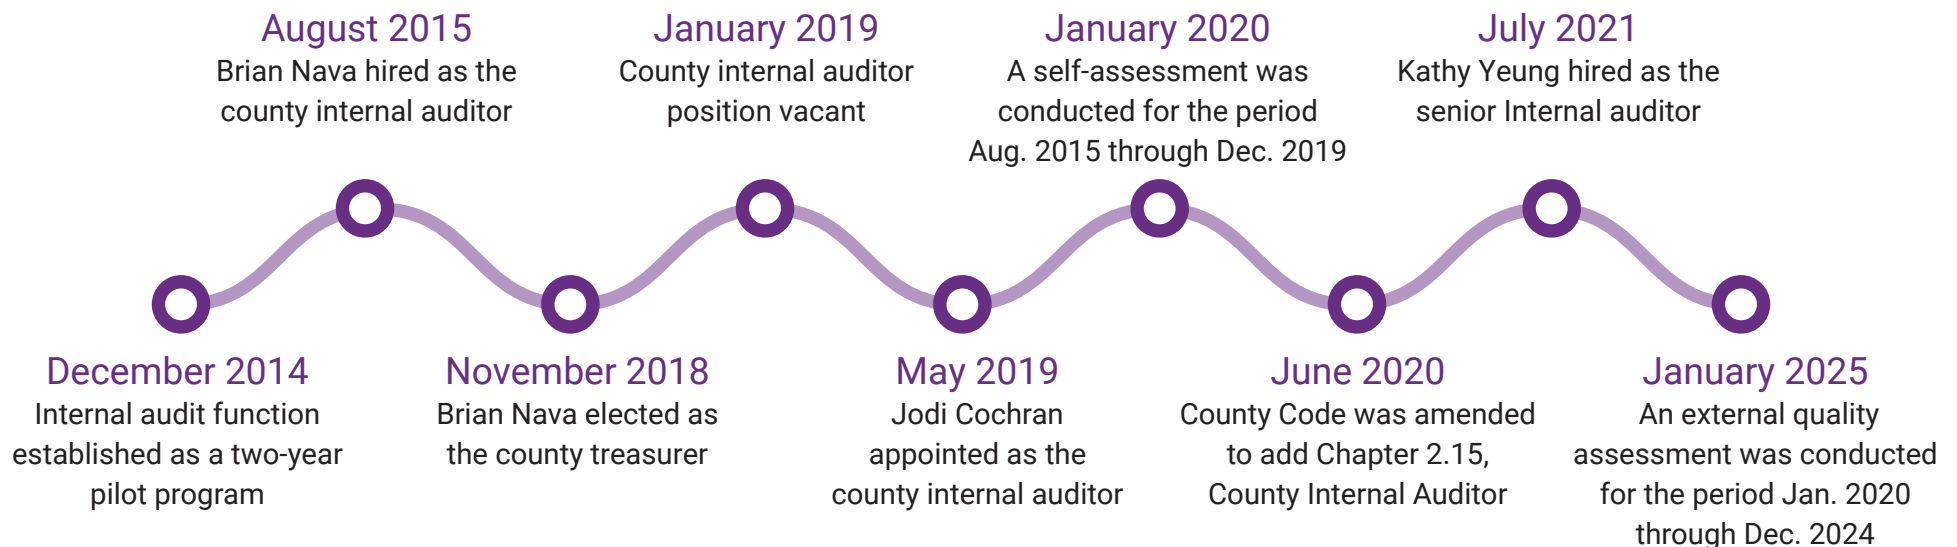 August 2015
Brian Nava hired as the
county internal auditor
January 2019
County internal auditor
position vacant
January 2020
A self-assessment was
conducted for the period
Aug. 2015 through Dec. 2019
July 2021
Kathy Yeung hired as the
senior Internal auditor
December 2014
Internal audit function
established as a two-year
pilot program
November 2018
Brian Nava elected as
the county treasurer
May 2019
Jodi Cochran
appointed as the
county internal auditor
June 2020
County Code was amended
to add Chapter 2.15,
County Internal Auditor
January 2025
An external quality
assessment was conducted
for the period Jan. 2020
through Dec. 2024